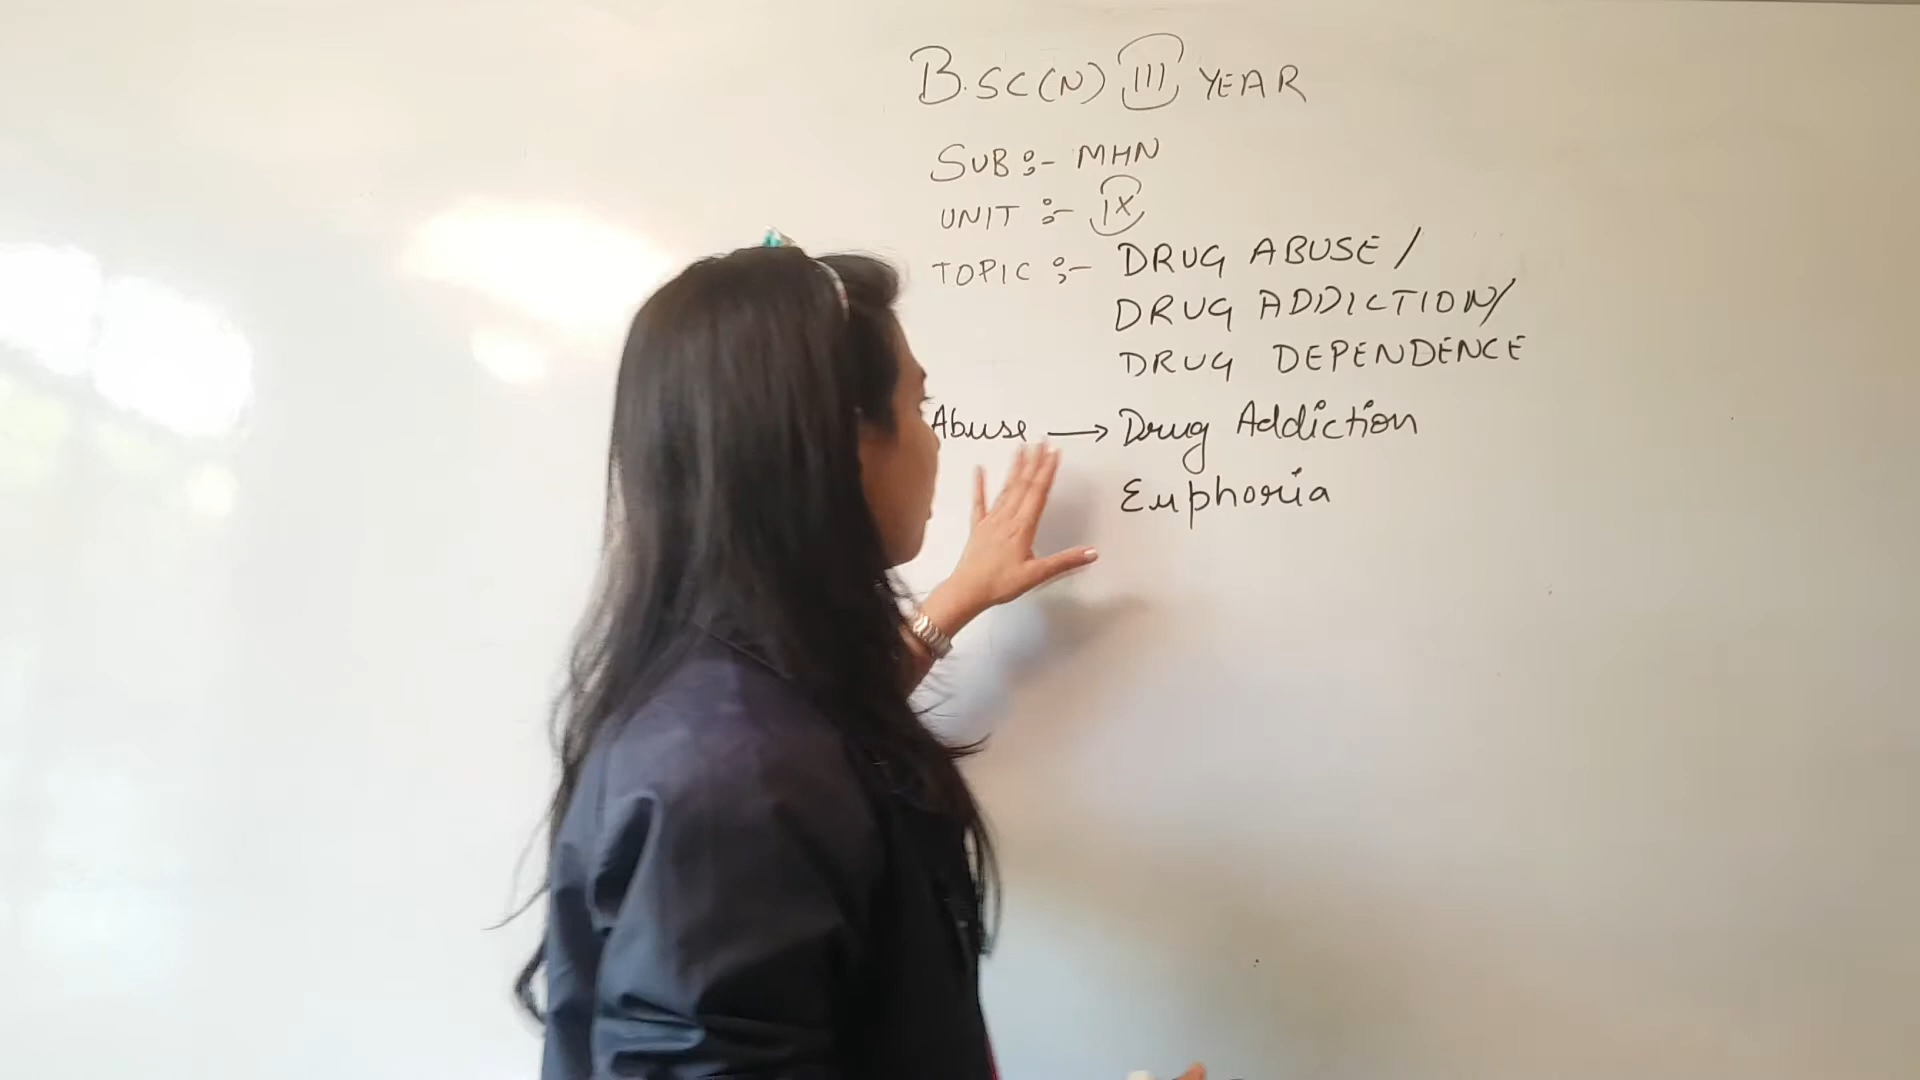 B.SC(N) III YEAR
SUB :- MHN
UNIT :- IX
TOPIC :- DRUG ABUSE /
DRUG ADDICTION/
DRUG DEPENDENCE
Abuse → Drug Addiction
Euphoria